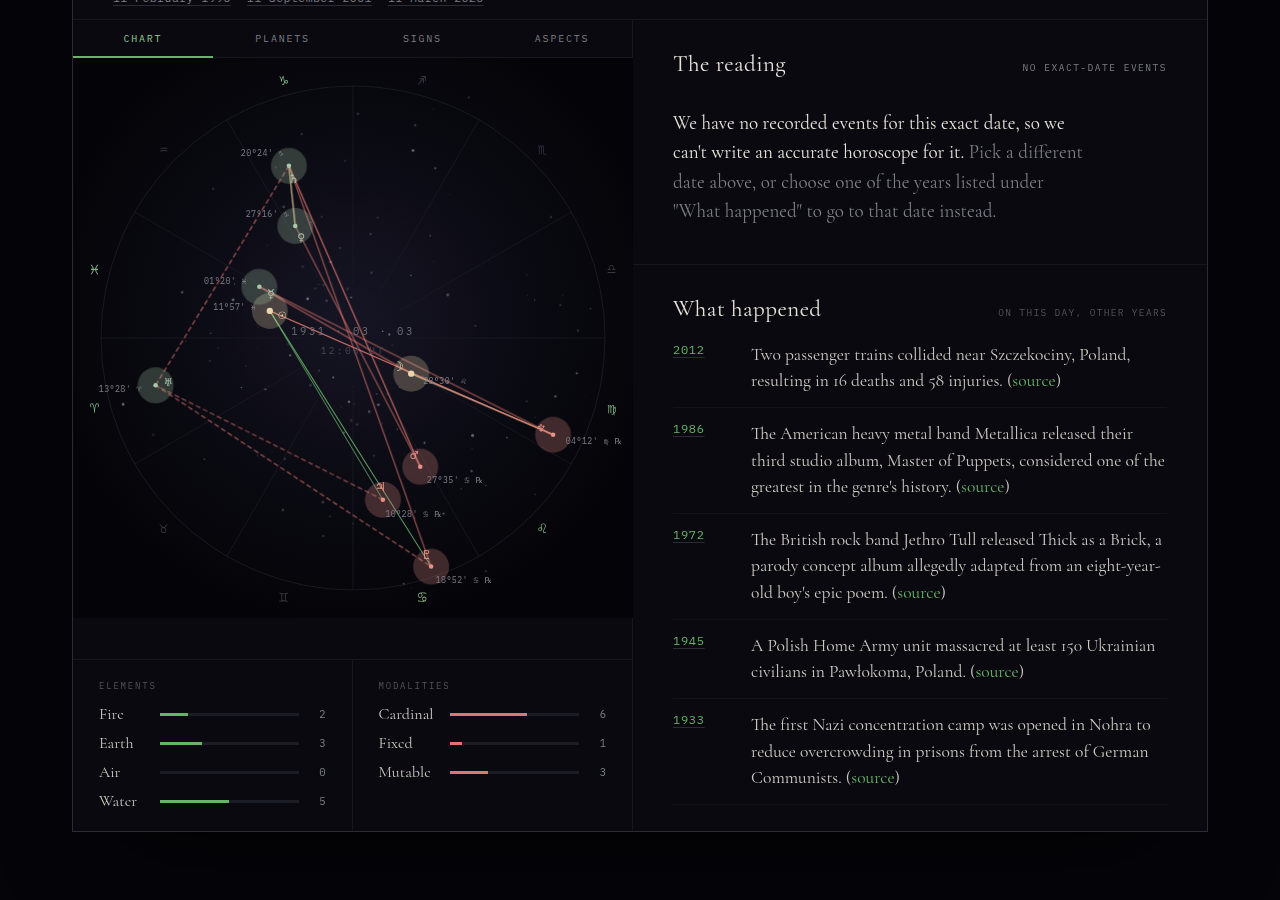 CHART PLANETS SIGNS ASPECTS
20°24'
27°16'
01°20'
11°57'
13°28'
04°12' ♍ ℞
27°35' ♋ ℞
10°28' ♋ ℞
18°52' ♋ ℞
ELEMENTS
Fire 2
Earth 3
Air 0
Water 5
MODALITIES
Cardinal 6
Fixed 1
Mutable 3
The reading
NO EXACT-DATE EVENTS
We have no recorded events for this exact date, so we
can't write an accurate horoscope for it. Pick a different
date above, or choose one of the years listed under
"What happened" to go to that date instead.
What happened
ON THIS DAY, OTHER YEARS
2012
Two passenger trains collided near Szczekociny, Poland,
resulting in 16 deaths and 58 injuries. (source)
1986
The American heavy metal band Metallica released their
third studio album, Master of Puppets, considered one of the
greatest in the genre's history. (source)
1972
The British rock band Jethro Tull released Thick as a Brick, a
parody concept album allegedly adapted from an eight-year-
old boy's epic poem. (source)
1945
A Polish Home Army unit massacred at least 150 Ukrainian
civilians in Pawłokoma, Poland. (source)
1933
The first Nazi concentration camp was opened in Nohra to
reduce overcrowding in prisons from the arrest of German
Communists. (source)